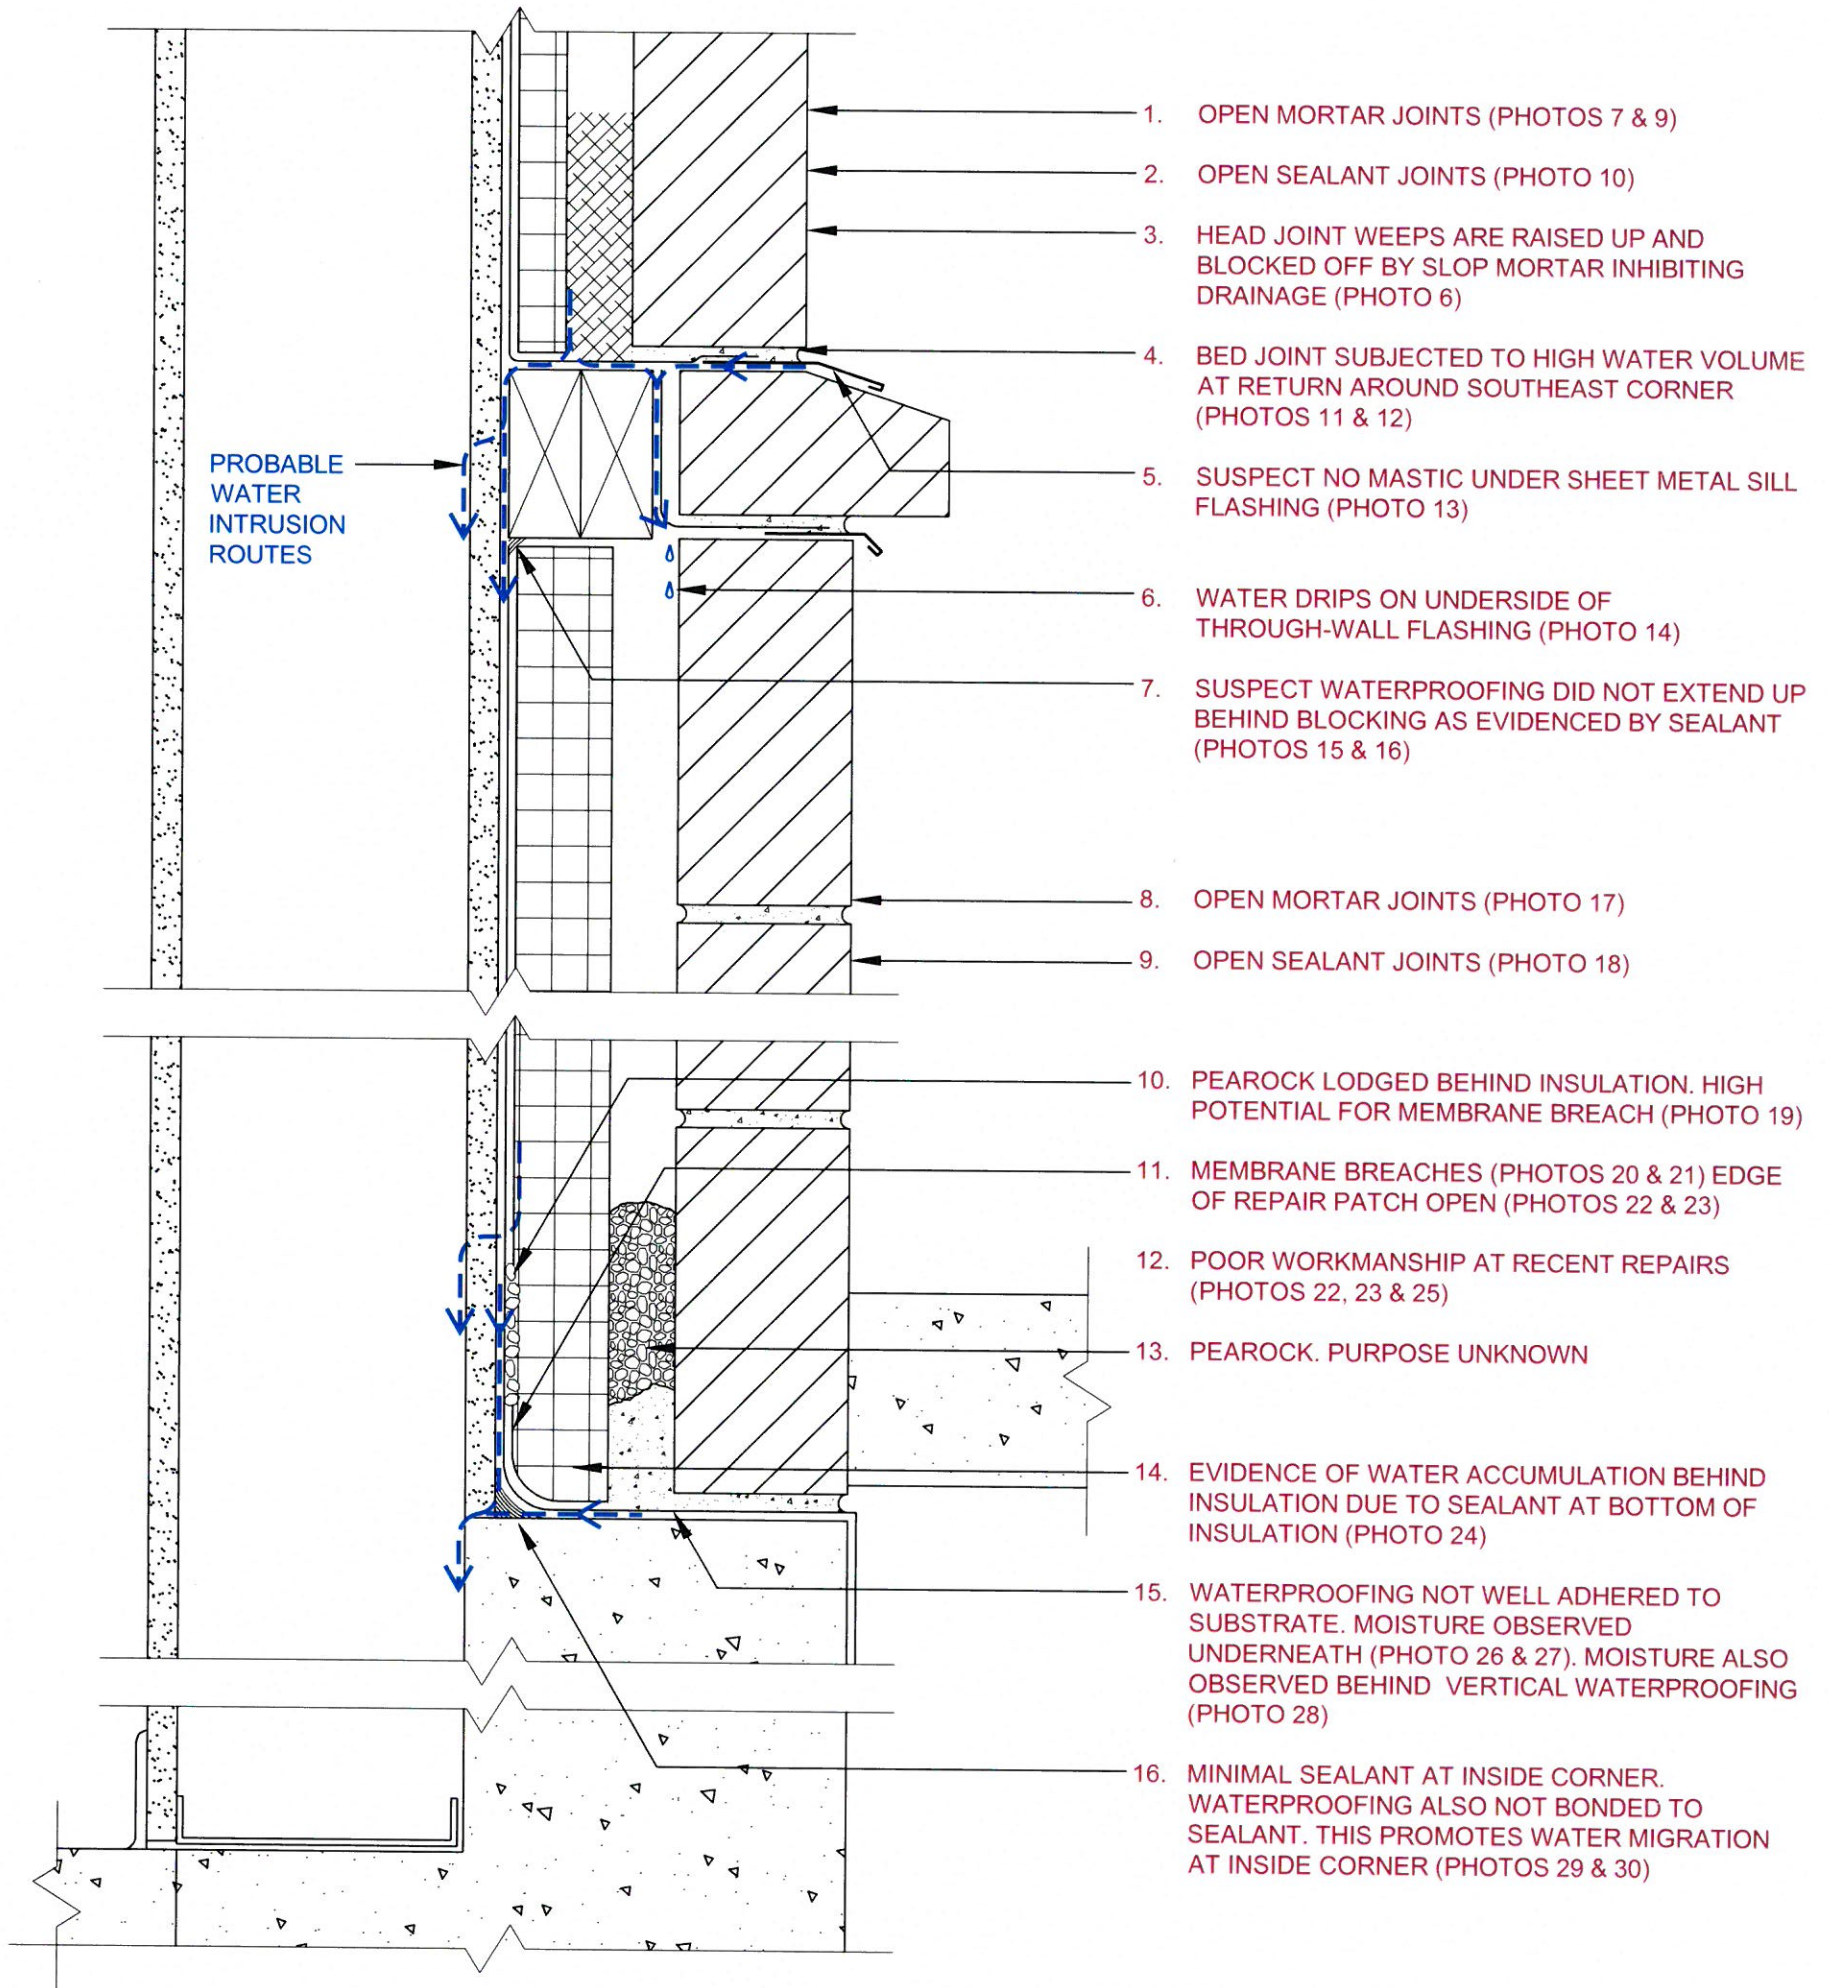 1. OPEN MORTAR JOINTS (PHOTOS 7 & 9)
2. OPEN SEALANT JOINTS (PHOTO 10)
3. HEAD JOINT WEEPS ARE RAISED UP AND
BLOCKED OFF BY SLOP MORTAR INHIBITING
DRAINAGE (PHOTO 6)
4. BED JOINT SUBJECTED TO HIGH WATER VOLUME
AT RETURN AROUND SOUTHEAST CORNER
(PHOTOS 11 & 12)
PROBABLE
WATER
INTRUSION
ROUTES
5. SUSPECT NO MASTIC UNDER SHEET METAL SILL
FLASHING (PHOTO 13)
6. WATER DRIPS ON UNDERSIDE OF
THROUGH-WALL FLASHING (PHOTO 14)
7. SUSPECT WATERPROOFING DID NOT EXTEND UP
BEHIND BLOCKING AS EVIDENCED BY SEALANT
(PHOTOS 15 & 16)
8. OPEN MORTAR JOINTS (PHOTO 17)
9. OPEN SEALANT JOINTS (PHOTO 18)
10. PEAROCK LODGED BEHIND INSULATION. HIGH
POTENTIAL FOR MEMBRANE BREACH (PHOTO 19)
11. MEMBRANE BREACHES (PHOTOS 20 & 21) EDGE
OF REPAIR PATCH OPEN (PHOTOS 22 & 23)
12. POOR WORKMANSHIP AT RECENT REPAIRS
(PHOTOS 22, 23 & 25)
13. PEAROCK. PURPOSE UNKNOWN
14. EVIDENCE OF WATER ACCUMULATION BEHIND
INSULATION DUE TO SEALANT AT BOTTOM OF
INSULATION (PHOTO 24)
15. WATERPROOFING NOT WELL ADHERED TO
SUBSTRATE. MOISTURE OBSERVED
UNDERNEATH (PHOTO 26 & 27). MOISTURE ALSO
OBSERVED BEHIND VERTICAL WATERPROOFING
(PHOTO 28)
16. MINIMAL SEALANT AT INSIDE CORNER.
WATERPROOFING ALSO NOT BONDED TO
SEALANT. THIS PROMOTES WATER MIGRATION
AT INSIDE CORNER (PHOTOS 29 & 30)